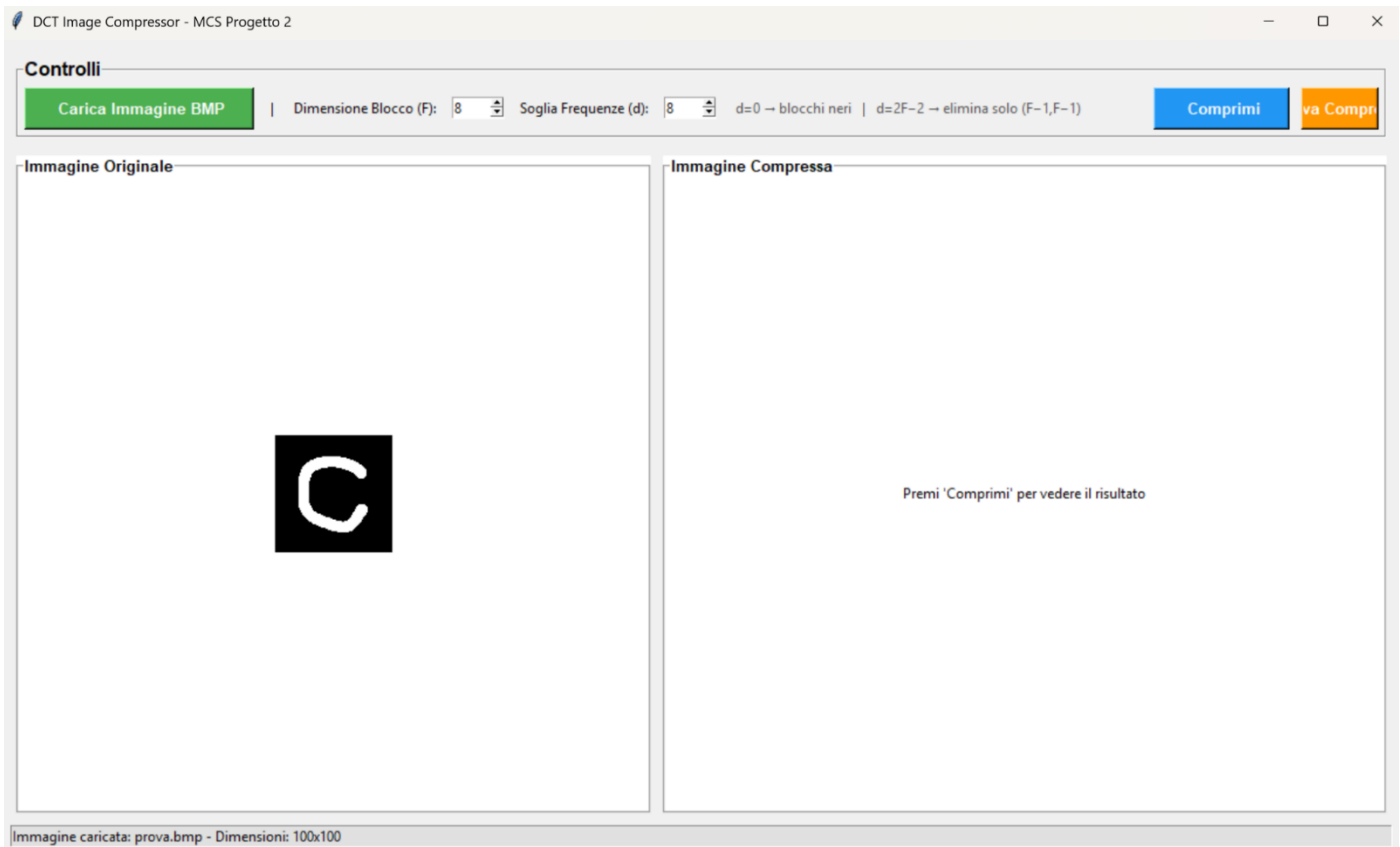 DCT Image Compressor - MCS Progetto 2
Controlli
Carica Immagine BMP | Dimensione Blocco (F): 8 Soglia Frequenze (d): 8 d=0 → blocchi neri | d=2F−2 → elimina solo (F−1,F−1) Comprimi va Compr
Immagine Originale Immagine Compressa
C
Premi 'Comprimi' per vedere il risultato
Immagine caricata: prova.bmp - Dimensioni: 100x100